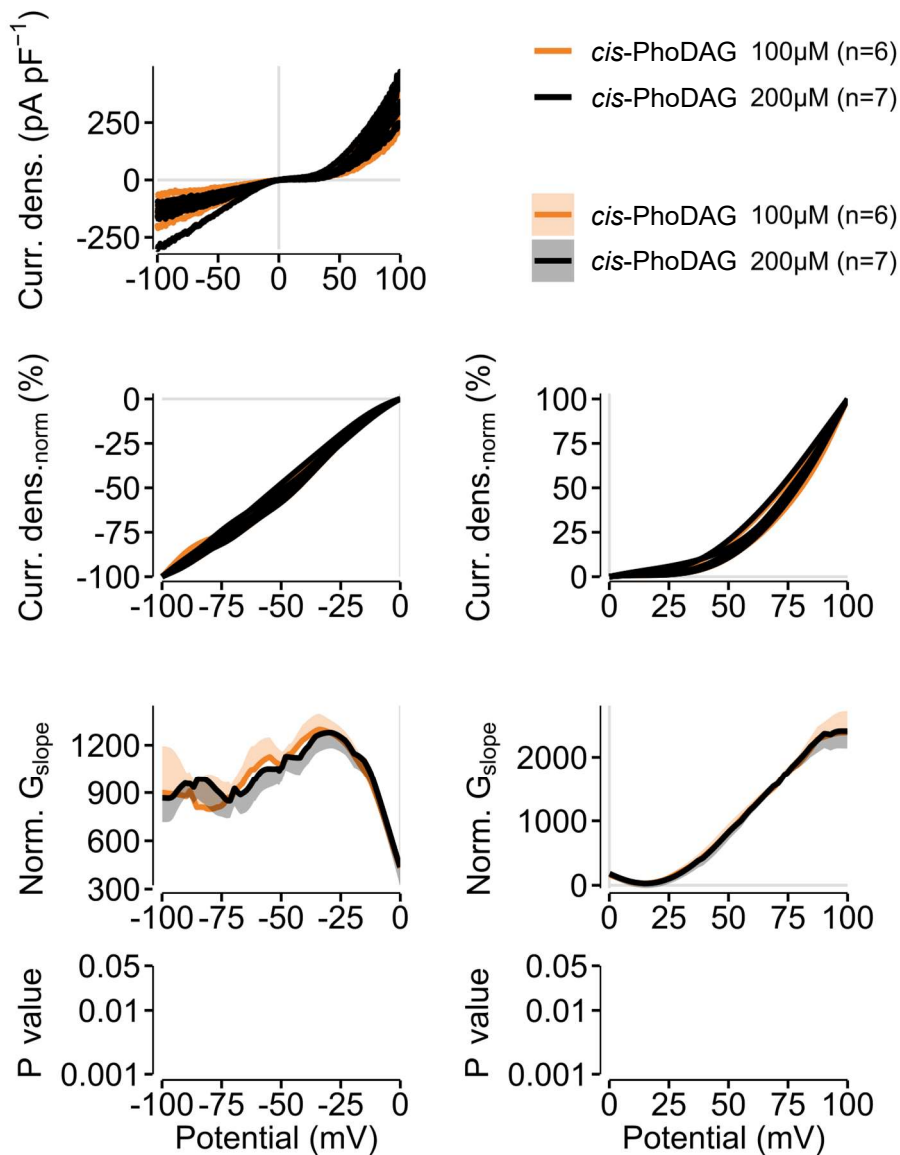 Curr. dens. (pA pF⁻¹)
250
0
-250
-100 -50 0 50 100
cis-PhoDAG 100µM (n=6)
cis-PhoDAG 200µM (n=7)
cis-PhoDAG 100µM (n=6)
cis-PhoDAG 200µM (n=7)
Curr. dens.norm (%)
0
-25
-50
-75
-100
-100 -75 -50 -25 0
Curr. dens.norm (%)
100
75
50
25
0
0 25 50 75 100
Norm. Gslope
1200
900
600
300
-100 -75 -50 -25 0
Norm. Gslope
2000
1000
0
0 25 50 75 100
P value
0.05
0.01
0.001
-100 -75 -50 -25 0
Potential (mV)
P value
0.05
0.01
0.001
0 25 50 75 100
Potential (mV)